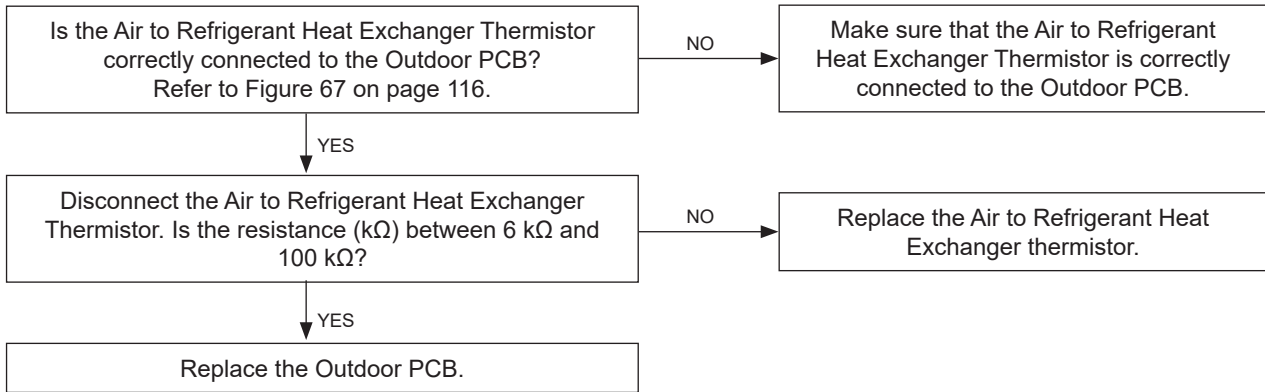 Is the Air to Refrigerant Heat Exchanger Thermistor
correctly connected to the Outdoor PCB?
Refer to Figure 67 on page 116.
NO
Make sure that the Air to Refrigerant
Heat Exchanger Thermistor is correctly
connected to the Outdoor PCB.
YES
Disconnect the Air to Refrigerant Heat Exchanger
Thermistor. Is the resistance (kΩ) between 6 kΩ and
100 kΩ?
NO
Replace the Air to Refrigerant Heat
Exchanger thermistor.
YES
Replace the Outdoor PCB.